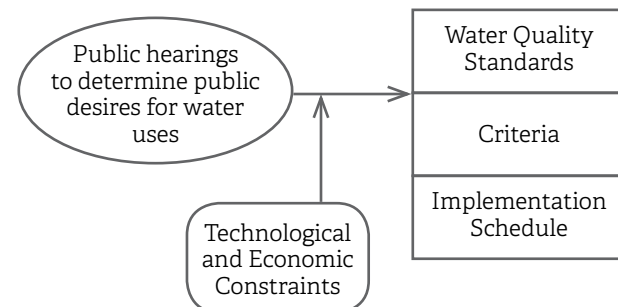 Public hearings
to determine public
desires for water
uses
Water Quality
Standards
Criteria
Implementation
Schedule
Technological
and Economic
Constraints